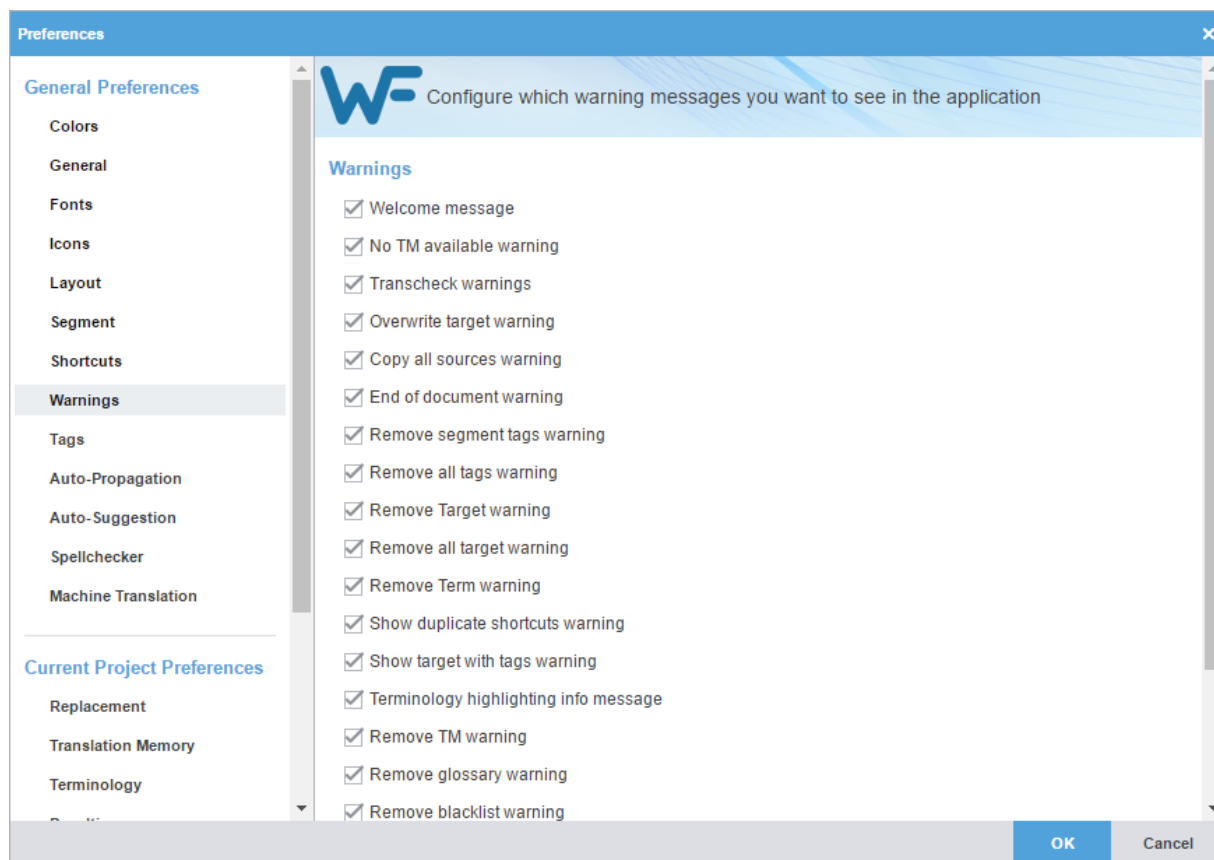 Preferences
General Preferences
Colors
General
Fonts
Icons
Layout
Segment
Shortcuts
Warnings
Tags
Auto-Propagation
Auto-Suggestion
Spellchecker
Machine Translation
Current Project Preferences
Replacement
Translation Memory
Terminology
WF
Configure which warning messages you want to see in the application
Warnings
Welcome message
No TM available warning
Transcheck warnings
Overwrite target warning
Copy all sources warning
End of document warning
Remove segment tags warning
Remove all tags warning
Remove Target warning
Remove all target warning
Remove Term warning
Show duplicate shortcuts warning
Show target with tags warning
Terminology highlighting info message
Remove TM warning
Remove glossary warning
Remove blacklist warning
OK
Cancel